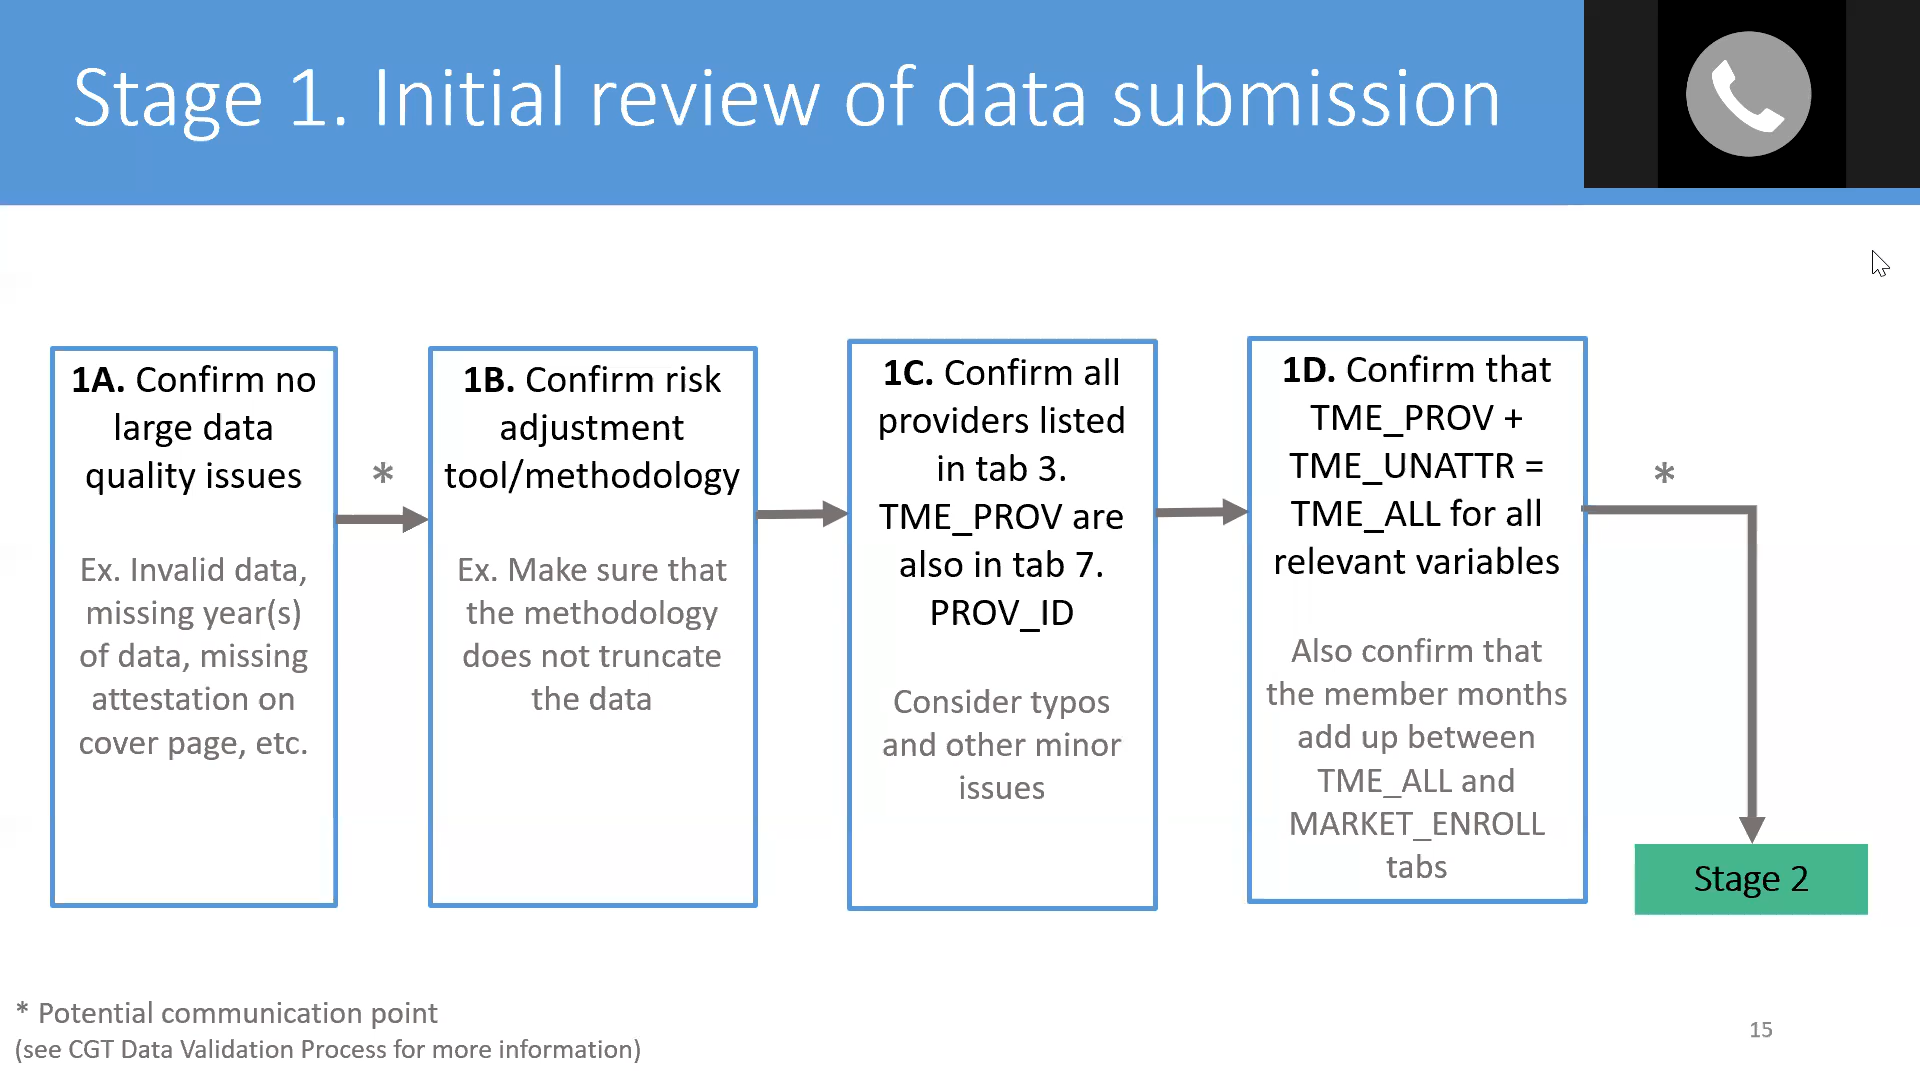 Stage 1. Initial review of data submission
1A. Confirm no
large data
quality issues
Ex. Invalid data,
missing year(s)
of data, missing
attestation on
cover page, etc.
*
1B. Confirm risk
adjustment
tool/methodology
Ex. Make sure that
the methodology
does not truncate
the data
1C. Confirm all
providers listed
in tab 3.
TME_PROV are
also in tab 7.
PROV_ID
Consider typos
and other minor
issues
1D. Confirm that
TME_PROV +
TME_UNATTR =
TME_ALL for all
relevant variables
Also confirm that
the member months
add up between
TME_ALL and
MARKET_ENROLL
tabs
*
Stage 2
* Potential communication point
(see CGT Data Validation Process for more information)
15